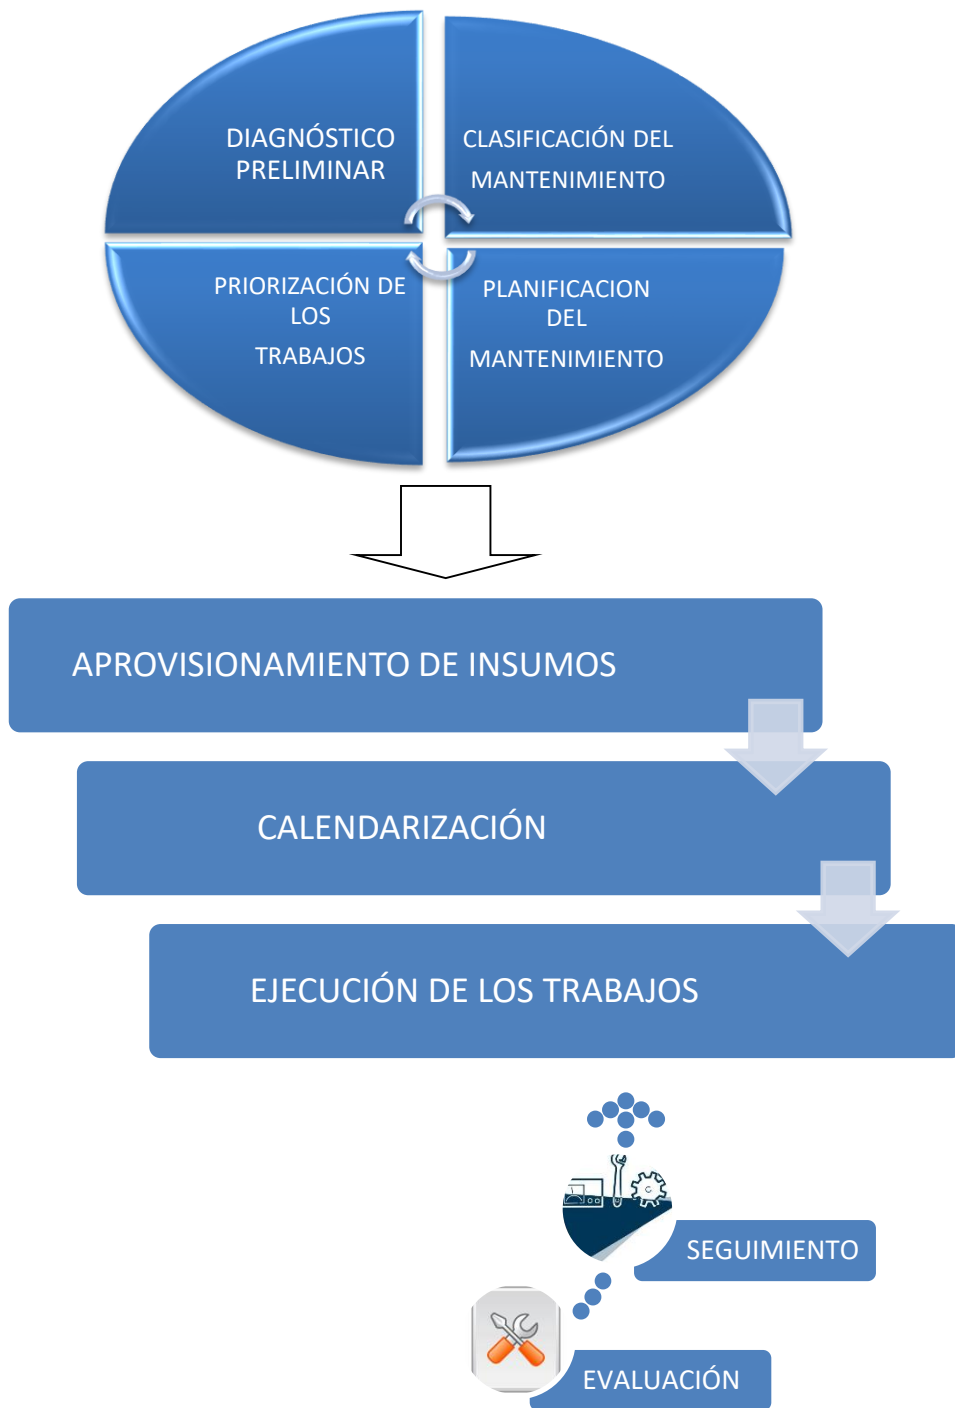 DIAGNÓSTICO
PRELIMINAR
CLASIFICACIÓN DEL
MANTENIMIENTO
PRIORIZACIÓN DE
LOS
TRABAJOS
PLANIFICACION
DEL
MANTENIMIENTO
APROVISIONAMIENTO DE INSUMOS
CALENDARIZACIÓN
EJECUCIÓN DE LOS TRABAJOS
SEGUIMIENTO
EVALUACIÓN